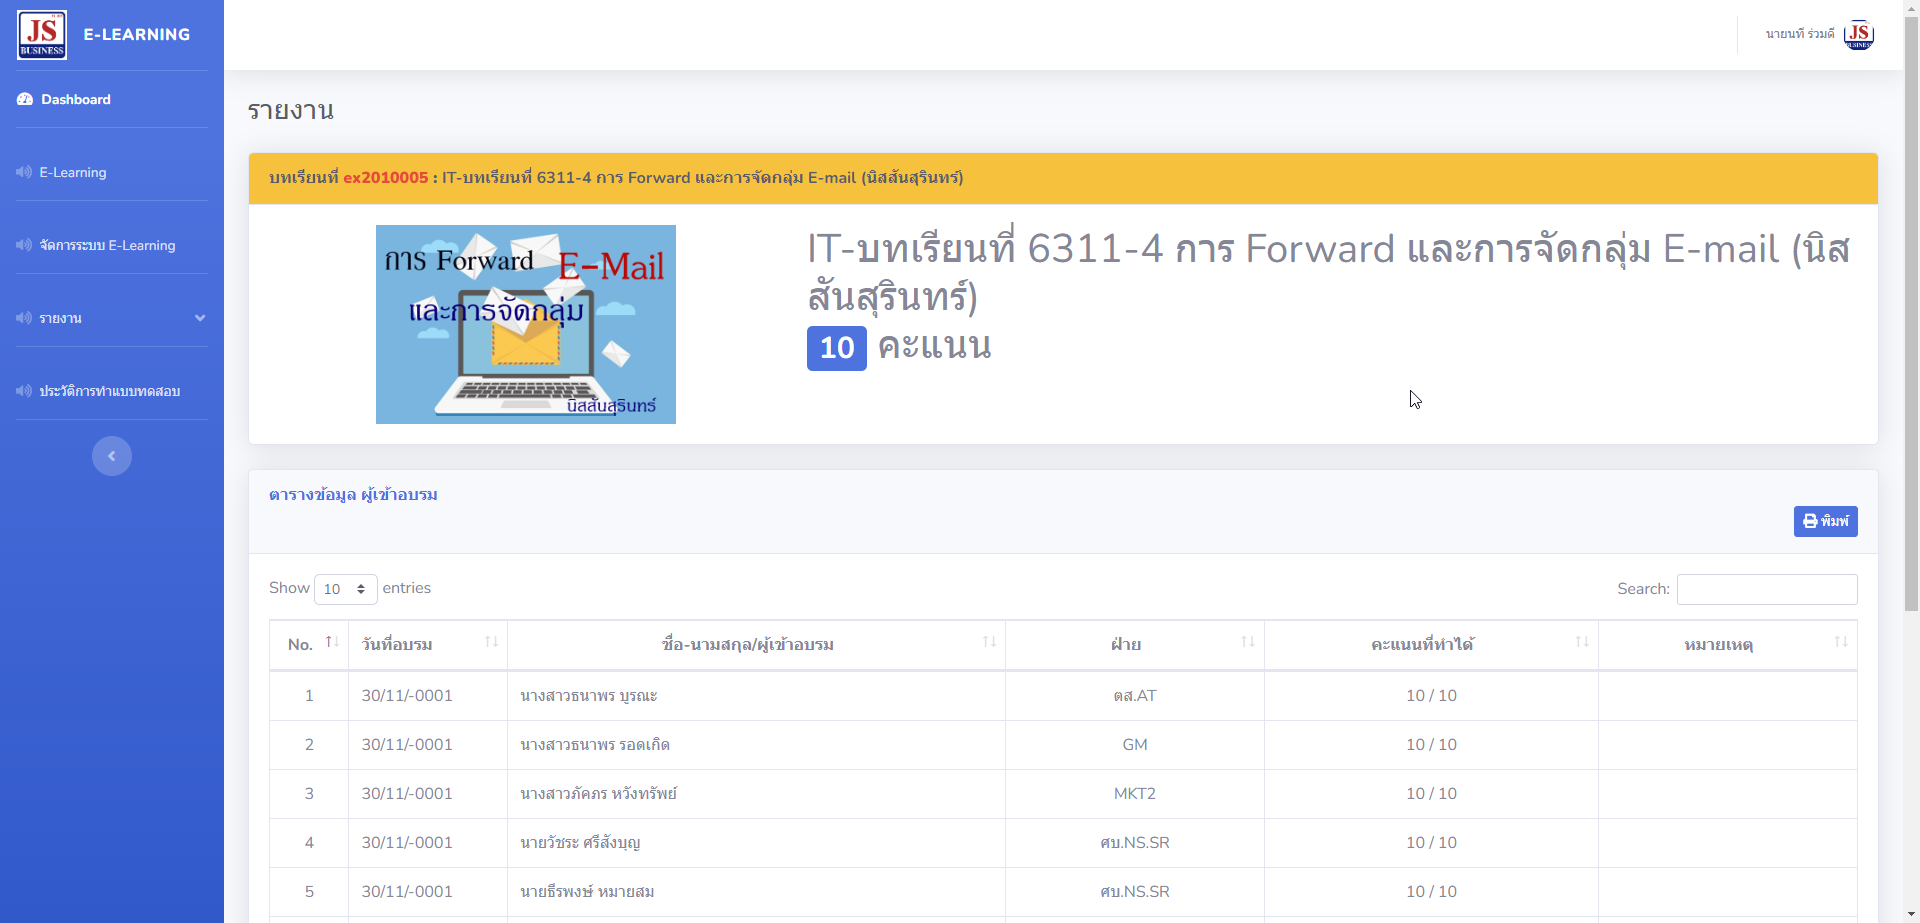 JS
BUSINESS
E-LEARNING
นายนที ร่วมดี
JS
Dashboard
E-Learning
จัดการระบบ E-Learning
รายงาน
ประวัติการทำแบบทดสอบ
รายงาน
บทเรียนที่ ex2010005 : IT-บทเรียนที่ 6311-4 การ Forward และการจัดกลุ่ม E-mail (นิสสันสุรินทร์)
การ Forward E-Mail
และการจัดกลุ่ม
นิสสันสุรินทร์
IT-บทเรียนที่ 6311-4 การ Forward และการจัดกลุ่ม E-mail (นิส
สันสุรินทร์)
10 คะแนน
ตารางข้อมูล ผู้เข้าอบรม
พิมพ์
Show 10 entries
Search:
No. วันที่อบรม ชื่อ-นามสกุล/ผู้เข้าอบรม ฝ่าย คะแนนที่ทำได้ หมายเหตุ
1 30/11/-0001 นางสาวธนาพร บูรณะ ตส.AT 10 / 10
2 30/11/-0001 นางสาวธนาพร รอดเกิด GM 10 / 10
3 30/11/-0001 นางสาวภัคภร หวังทรัพย์ MKT2 10 / 10
4 30/11/-0001 นายวัชระ ศรีสังบุญ ศบ.NS.SR 10 / 10
5 30/11/-0001 นายธีรพงษ์ หมายสม ศบ.NS.SR 10 / 10